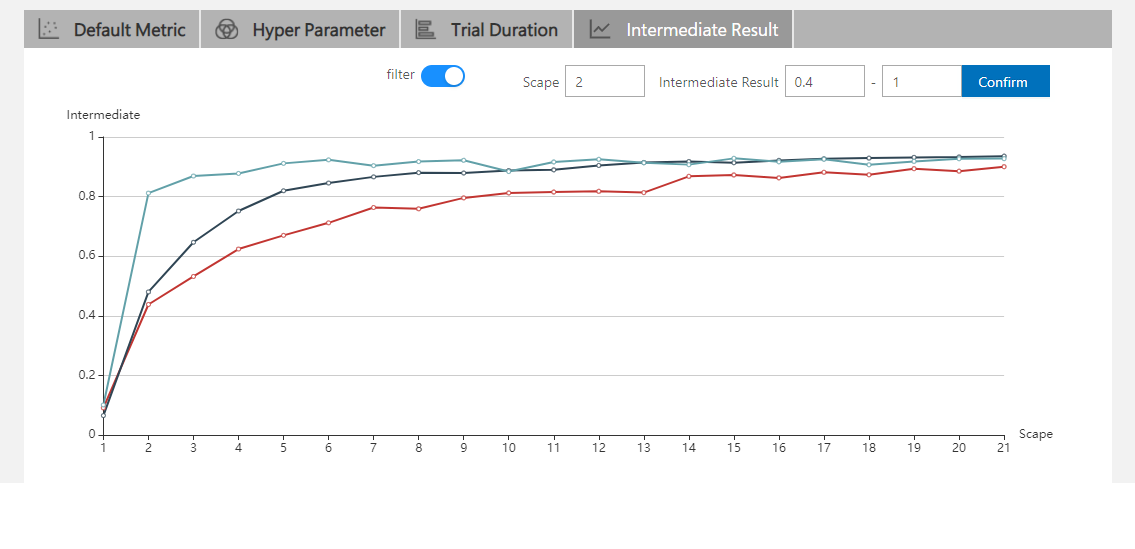 Default Metric Hyper Parameter Trial Duration Intermediate Result
filter Scape 2 Intermediate Result 0.4 - 1 Confirm
Intermediate
1
0.8
0.6
0.4
0.2
0
1 2 3 4 5 6 7 8 9 10 11 12 13 14 15 16 17 18 19 20 21
Scape